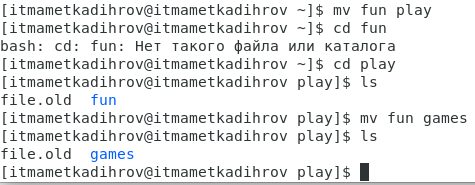 [itmametkadihrov@itmametkadihrov ~]$ mv fun play
[itmametkadihrov@itmametkadihrov ~]$ cd fun
bash: cd: fun: Нет такого файла или каталога
[itmametkadihrov@itmametkadihrov ~]$ cd play
[itmametkadihrov@itmametkadihrov play]$ ls
file.old  fun
[itmametkadihrov@itmametkadihrov play]$ mv fun games
[itmametkadihrov@itmametkadihrov play]$ ls
file.old  games
[itmametkadihrov@itmametkadihrov play]$